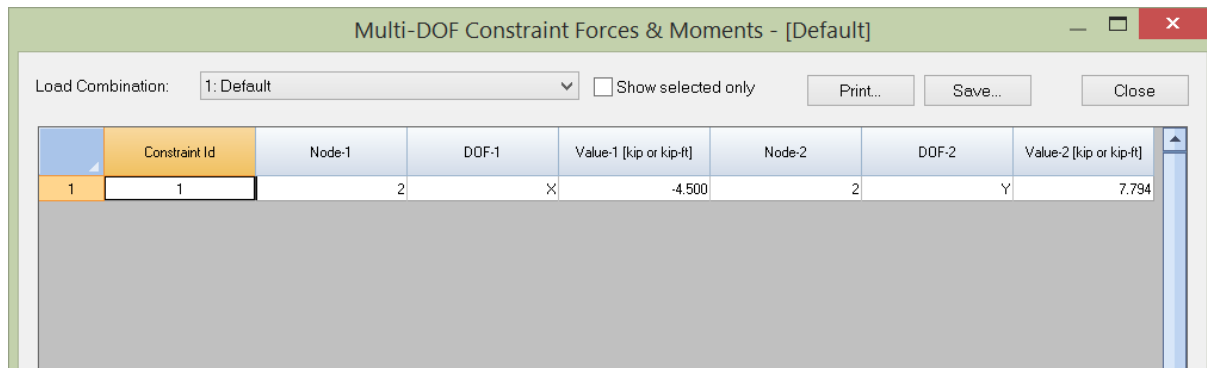 Multi-DOF Constraint Forces & Moments - [Default]
Load Combination: 1: Default Show selected only Print... Save... Close
Constraint Id Node-1 DOF-1 Value-1 [kip or kip-ft] Node-2 DOF-2 Value-2 [kip or kip-ft]
1 1 2 X -4.500 2 Y 7.794